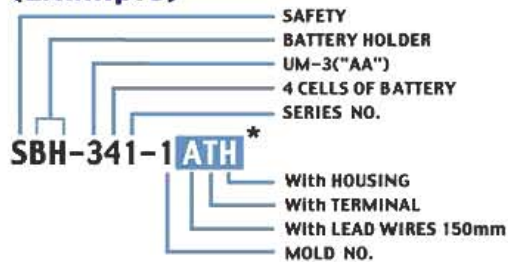 SAFETY
BATTERY HOLDER
UM-3("AA")
4 CELLS OF BATTERY
SERIES NO.
SBH-341-1 ATH*
With HOUSING
With TERMINAL
With LEAD WIRES 150mm
MOLD NO.